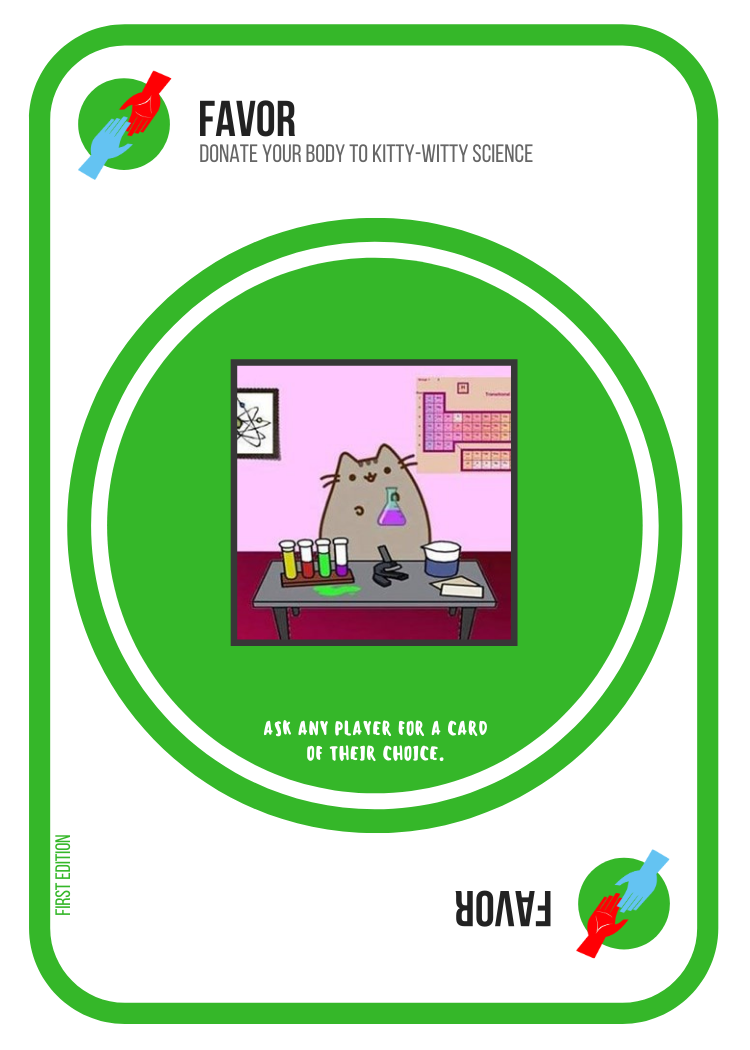 FAVOR
DONATE YOUR BODY TO KITTY-WITTY SCIENCE
ASK ANY PLAYER FOR A CARD
OF THEIR CHOICE.
FIRST EDITION
FAVOR